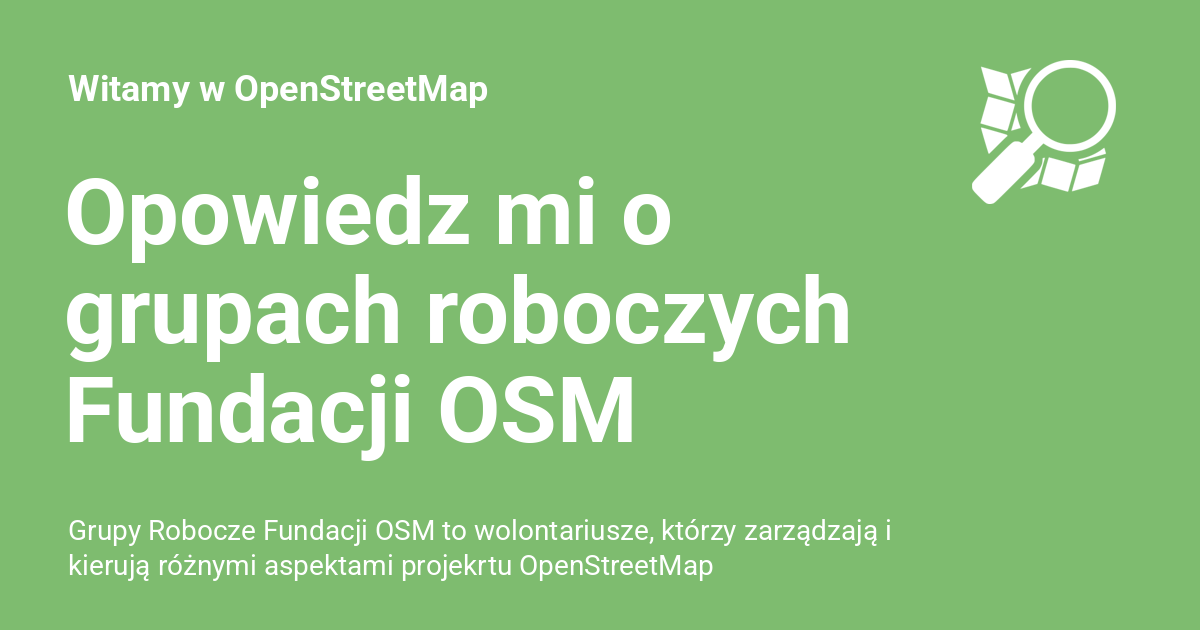 Witamy w OpenStreetMap
Opowiedz mi o
grupach roboczych
Fundacji OSM
Grupy Robocze Fundacji OSM to wolontariusze, którzy zarządzają i
kierują różnymi aspektami projekrtu OpenStreetMap